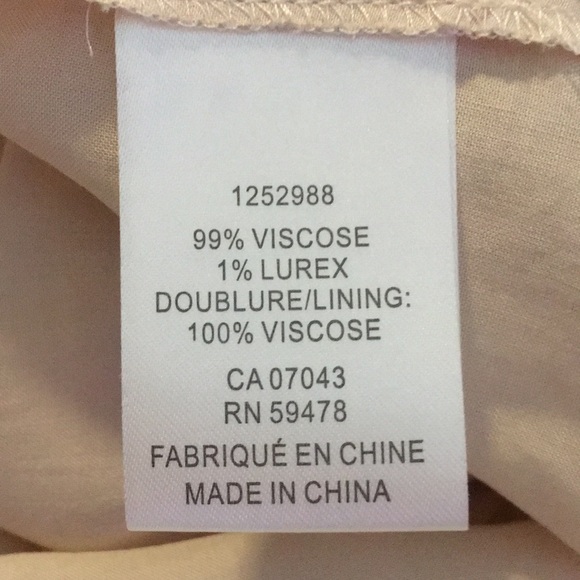 1252988
99% VISCOSE
1% LUREX
DOUBLURE/LINING:
100% VISCOSE
CA 07043
RN 59478
FABRIQUÉ EN CHINE
MADE IN CHINA